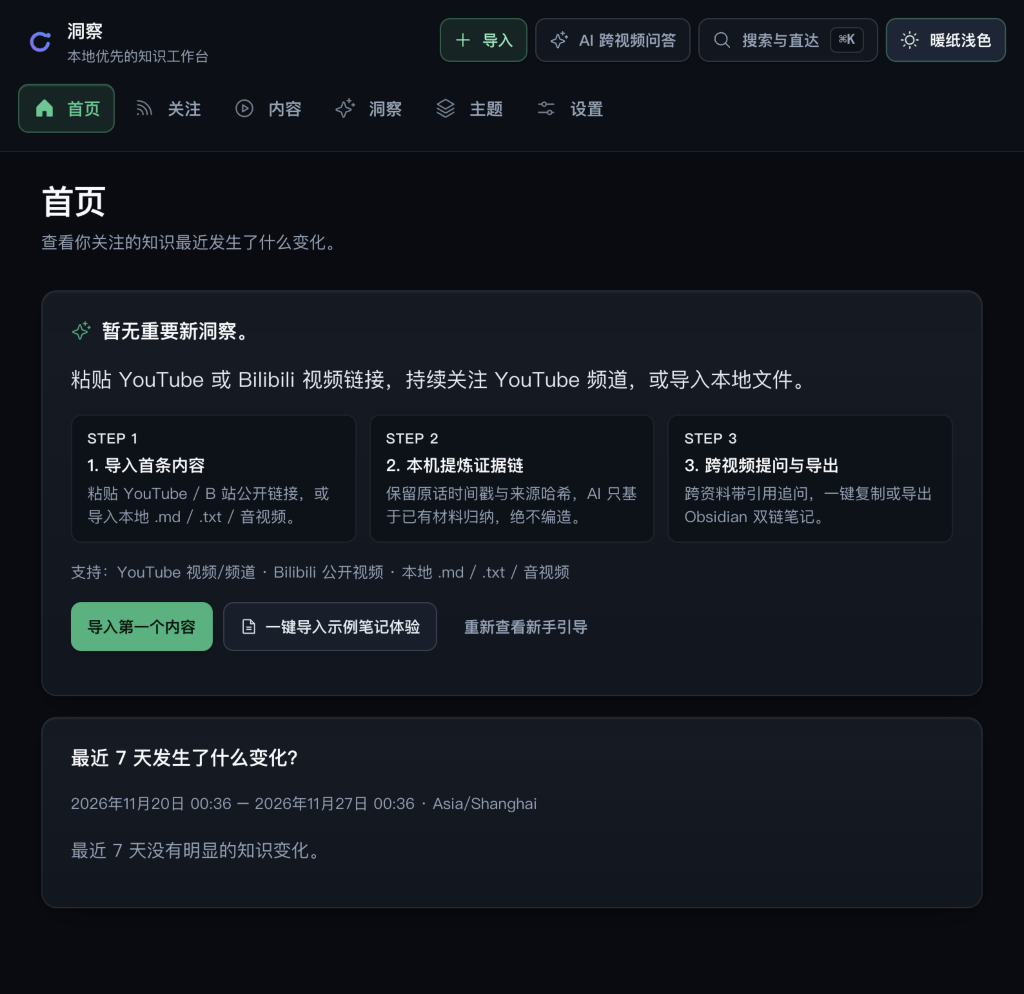 洞察
本地优先的知识工作台
导入
AI 跨视频问答
搜索与直达 ⌘K
暖纸浅色
首页
关注
内容
洞察
主题
设置
首页
查看你关注的知识最近发生了什么变化。
暂无重要新洞察。
粘贴 YouTube 或 Bilibili 视频链接，持续关注 YouTube 频道，或导入本地文件。
STEP 1
1. 导入首条内容
粘贴 YouTube / B 站公开链接，或
导入本地 .md / .txt / 音视频。
STEP 2
2. 本机提炼证据链
保留原话时间戳与来源哈希，AI 只基
于已有材料归纳，绝不编造。
STEP 3
3. 跨视频提问与导出
跨资料带引用追问，一键复制或导出
Obsidian 双链笔记。
支持：YouTube 视频/频道 · Bilibili 公开视频 · 本地 .md / .txt / 音视频
导入第一个内容
一键导入示例笔记体验
重新查看新手引导
最近 7 天发生了什么变化?
2026年11月20日 00:36 — 2026年11月27日 00:36 · Asia/Shanghai
最近 7 天没有明显的知识变化。